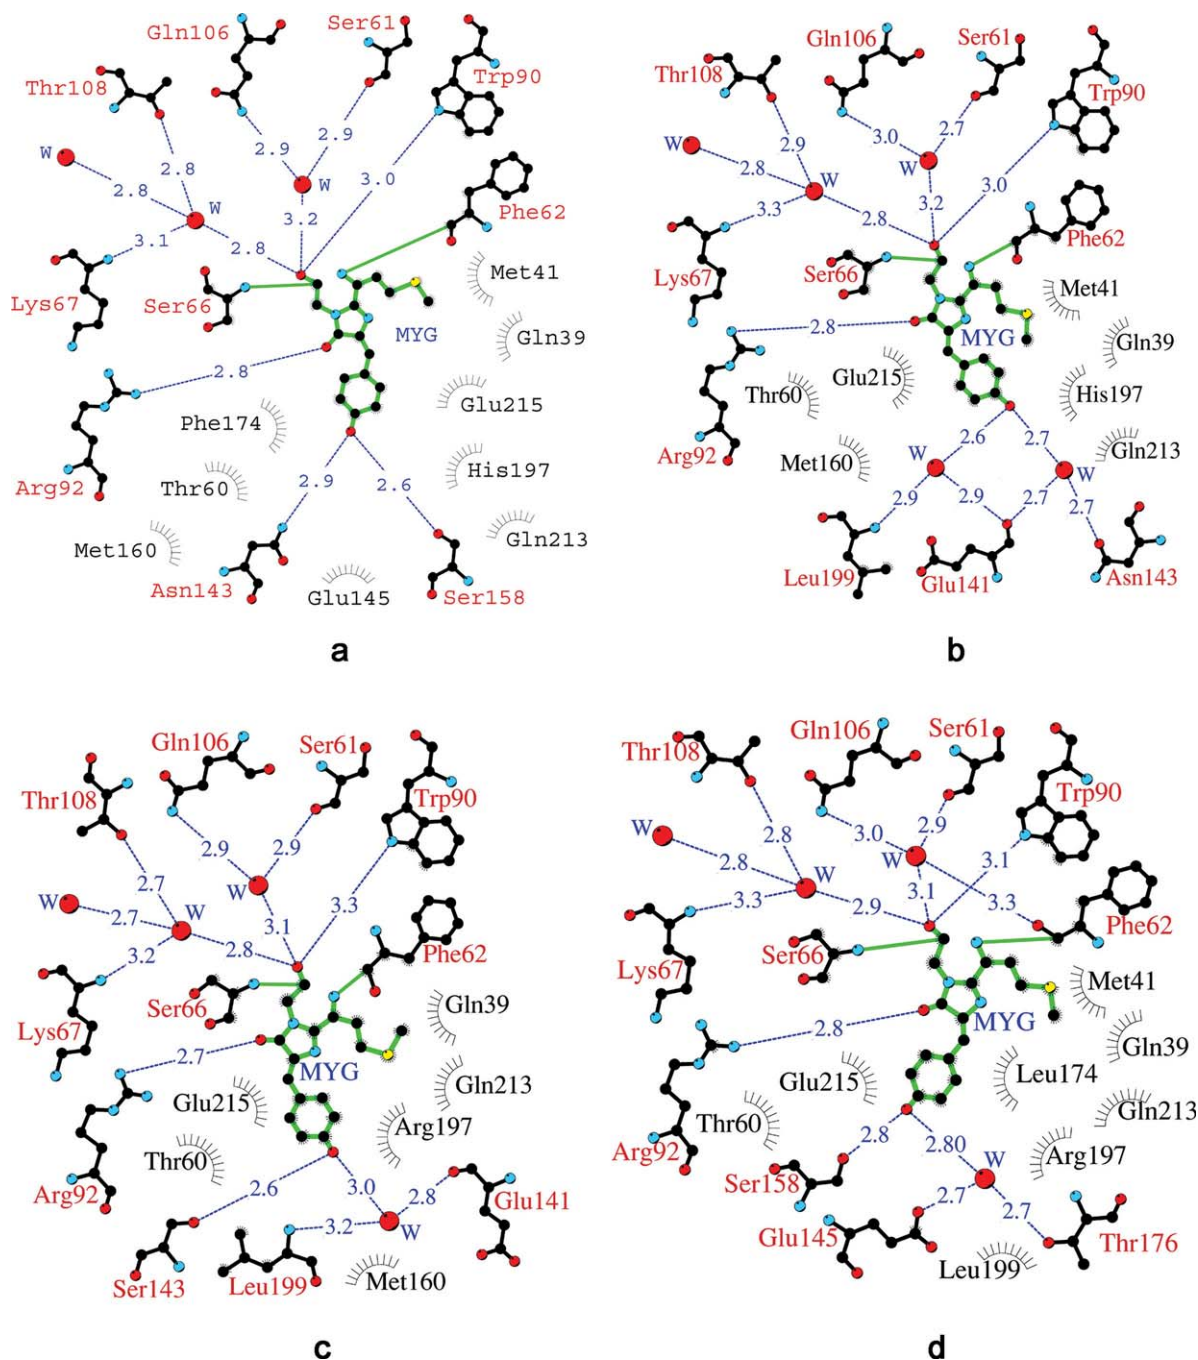 Gln106
Ser61
Thr108
Trp90
W
2.9
2.9
2.8
W
2.8
W
3.0
3.2
Phe62
3.1
2.8
Met41
Lys67
Ser66
Gln39
MYG
2.8
Glu215
Phe174
His197
Arg92
Thr60
2.9
2.6
Gln213
Met160
Asn143
Glu145
Ser158
a
Gln106
Ser61
Thr108
Trp90
W
2.9
3.0
2.7
W
2.8
W
3.0
3.3
3.2
2.8
Phe62
Lys67
Ser66
Met41
2.8
MYG
Gln39
Glu215
Thr60
His197
Arg92
Met160
2.6
2.7
Gln213
W
2.9
2.9
2.7
2.7
Leu199
Glu141
Asn143
b
Gln106
Ser61
Thr108
Trp90
2.9
2.9
2.7
W
W
2.7
W
3.3
3.1
3.2
2.8
Phe62
Ser66
Gln39
Lys67
2.7
MYG
Gln213
Glu215
Arg197
Thr60
Arg92
2.6
3.0
2.8
Glu141
3.2
W
Ser143
Leu199
Met160
c
Gln106
Ser61
Thr108
Trp90
W
2.8
3.0
2.9
2.8
W
W
3.1
3.3
2.9
3.1
3.3
Phe62
Lys67
Ser66
Met41
2.8
MYG
Gln39
Glu215
Leu174
Thr60
Gln213
Arg92
2.8
2.80
Arg197
Ser158
W
2.7
2.7
Glu145
Thr176
Leu199
d